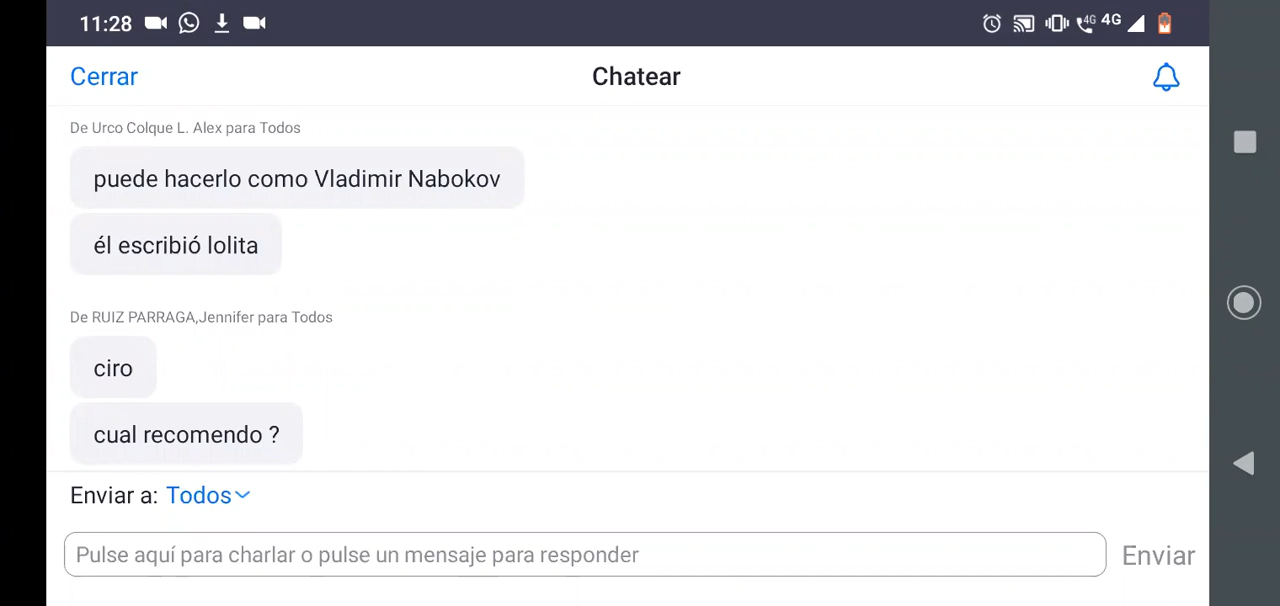 11:28 4G 4G
Cerrar Chatear
De Urco Colque L. Alex para Todos
puede hacerlo como Vladimir Nabokov
él escribió lolita
De RUIZ PARRAGA,Jennifer para Todos
ciro
cual recomendo ?
Enviar a: Todos
Pulse aquí para charlar o pulse un mensaje para responder Enviar